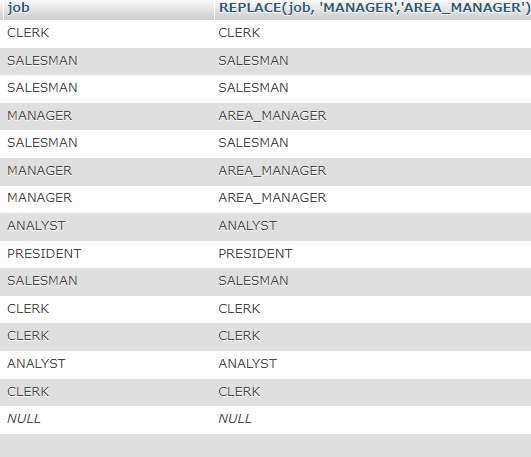 job REPLACE(job, 'MANAGER','AREA_MANAGER')
CLERK CLERK
SALESMAN SALESMAN
SALESMAN SALESMAN
MANAGER AREA_MANAGER
SALESMAN SALESMAN
MANAGER AREA_MANAGER
MANAGER AREA_MANAGER
ANALYST ANALYST
PRESIDENT PRESIDENT
SALESMAN SALESMAN
CLERK CLERK
CLERK CLERK
ANALYST ANALYST
CLERK CLERK
NULL NULL